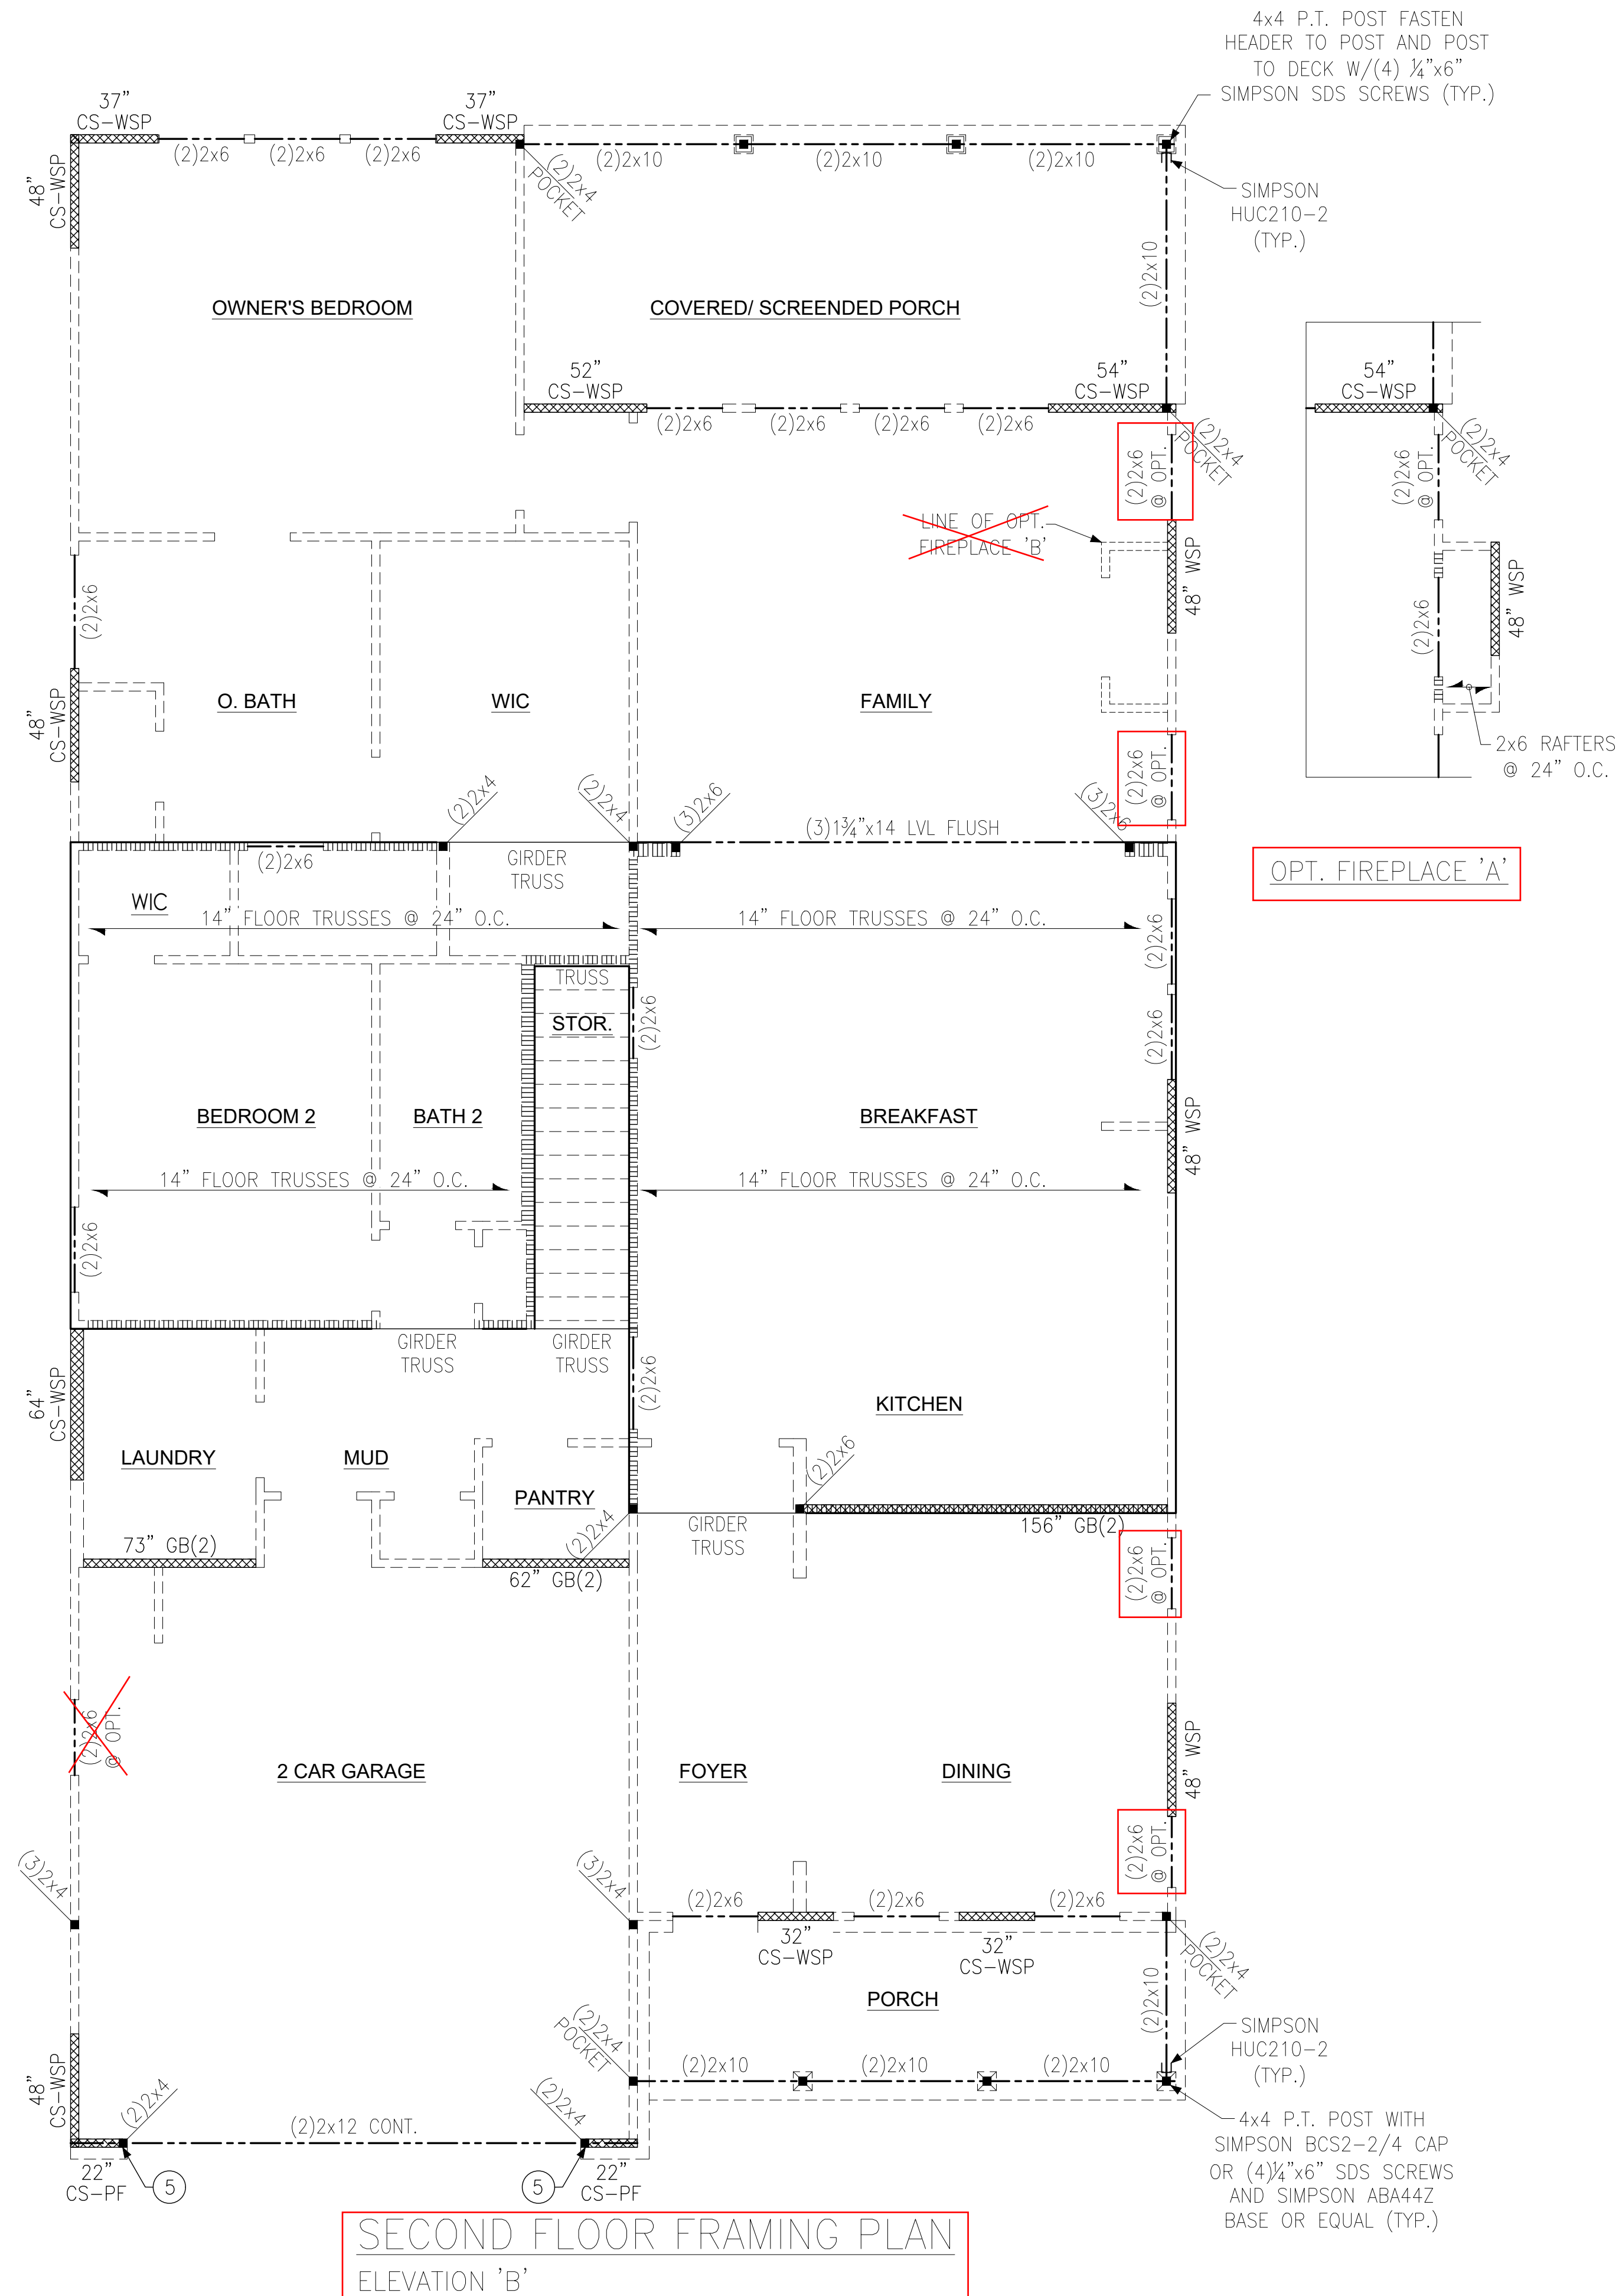 4x4 P.T. POST FASTEN
HEADER TO POST AND POST
TO DECK W/(4) ¼"x6"
SIMPSON SDS SCREWS (TYP.)
37"
CS-WSP
37"
CS-WSP
(2)2x6
(2)2x6
(2)2x6
(2)2x10
(2)2x10
(2)2x10
48"
CS-WSP
(2)2x4
POCKET
SIMPSON
HUC210-2
(TYP.)
(2)2x10
OWNER'S BEDROOM
COVERED/ SCREENDED PORCH
52"
CS-WSP
54"
CS-WSP
54"
CS-WSP
(2)2x6
(2)2x6
(2)2x6
(2)2x6
(2)2x4
POCKET
(2)2x6
@ OPT.
(2)2x4
POCKET
(2)2x6
@ OPT.
LINE OF OPT.
FIREPLACE 'B'
48" WSP
48" WSP
(2)2x6
(2)2x6
48"
CS-WSP
O. BATH
WIC
FAMILY
2x6 RAFTERS
@ 24" O.C.
(2)2x6
@ OPT.
(2)2x4
(2)2x4
(3)2x6
(3)1¾"x14 LVL FLUSH
(3)2x6
OPT. FIREPLACE 'A'
(2)2x6
GIRDER
TRUSS
WIC
14" FLOOR TRUSSES @ 24" O.C.
14" FLOOR TRUSSES @ 24" O.C.
(2)2x6
TRUSS
STOR.
(2)2x6
(2)2x6
BEDROOM 2
BATH 2
BREAKFAST
48" WSP
14" FLOOR TRUSSES @ 24" O.C.
14" FLOOR TRUSSES @ 24" O.C.
(2)2x6
GIRDER
TRUSS
GIRDER
TRUSS
(2)2x6
64"
CS-WSP
KITCHEN
LAUNDRY
MUD
PANTRY
(2)2x6
(2)2x4
GIRDER
TRUSS
156" GB(2)
73" GB(2)
62" GB(2)
(2)2x6
@ OPT.
(2)2x6
@ OPT.
48" WSP
2 CAR GARAGE
FOYER
DINING
(2)2x6
@ OPT.
(3)2x4
(3)2x4
(2)2x6
(2)2x6
(2)2x6
32"
CS-WSP
32"
CS-WSP
(2)2x4
POCKET
PORCH
(2)2x10
(2)2x4
POCKET
SIMPSON
HUC210-2
(TYP.)
(2)2x10
(2)2x10
(2)2x10
48"
CS-WSP
(2)2x4
(2)2x12 CONT.
(2)2x4
4x4 P.T. POST WITH
SIMPSON BCS2-2/4 CAP
OR (4)¼"x6" SDS SCREWS
AND SIMPSON ABA44Z
BASE OR EQUAL (TYP.)
22"
CS-PF
5
5
22"
CS-PF
SECOND FLOOR FRAMING PLAN
ELEVATION 'B'